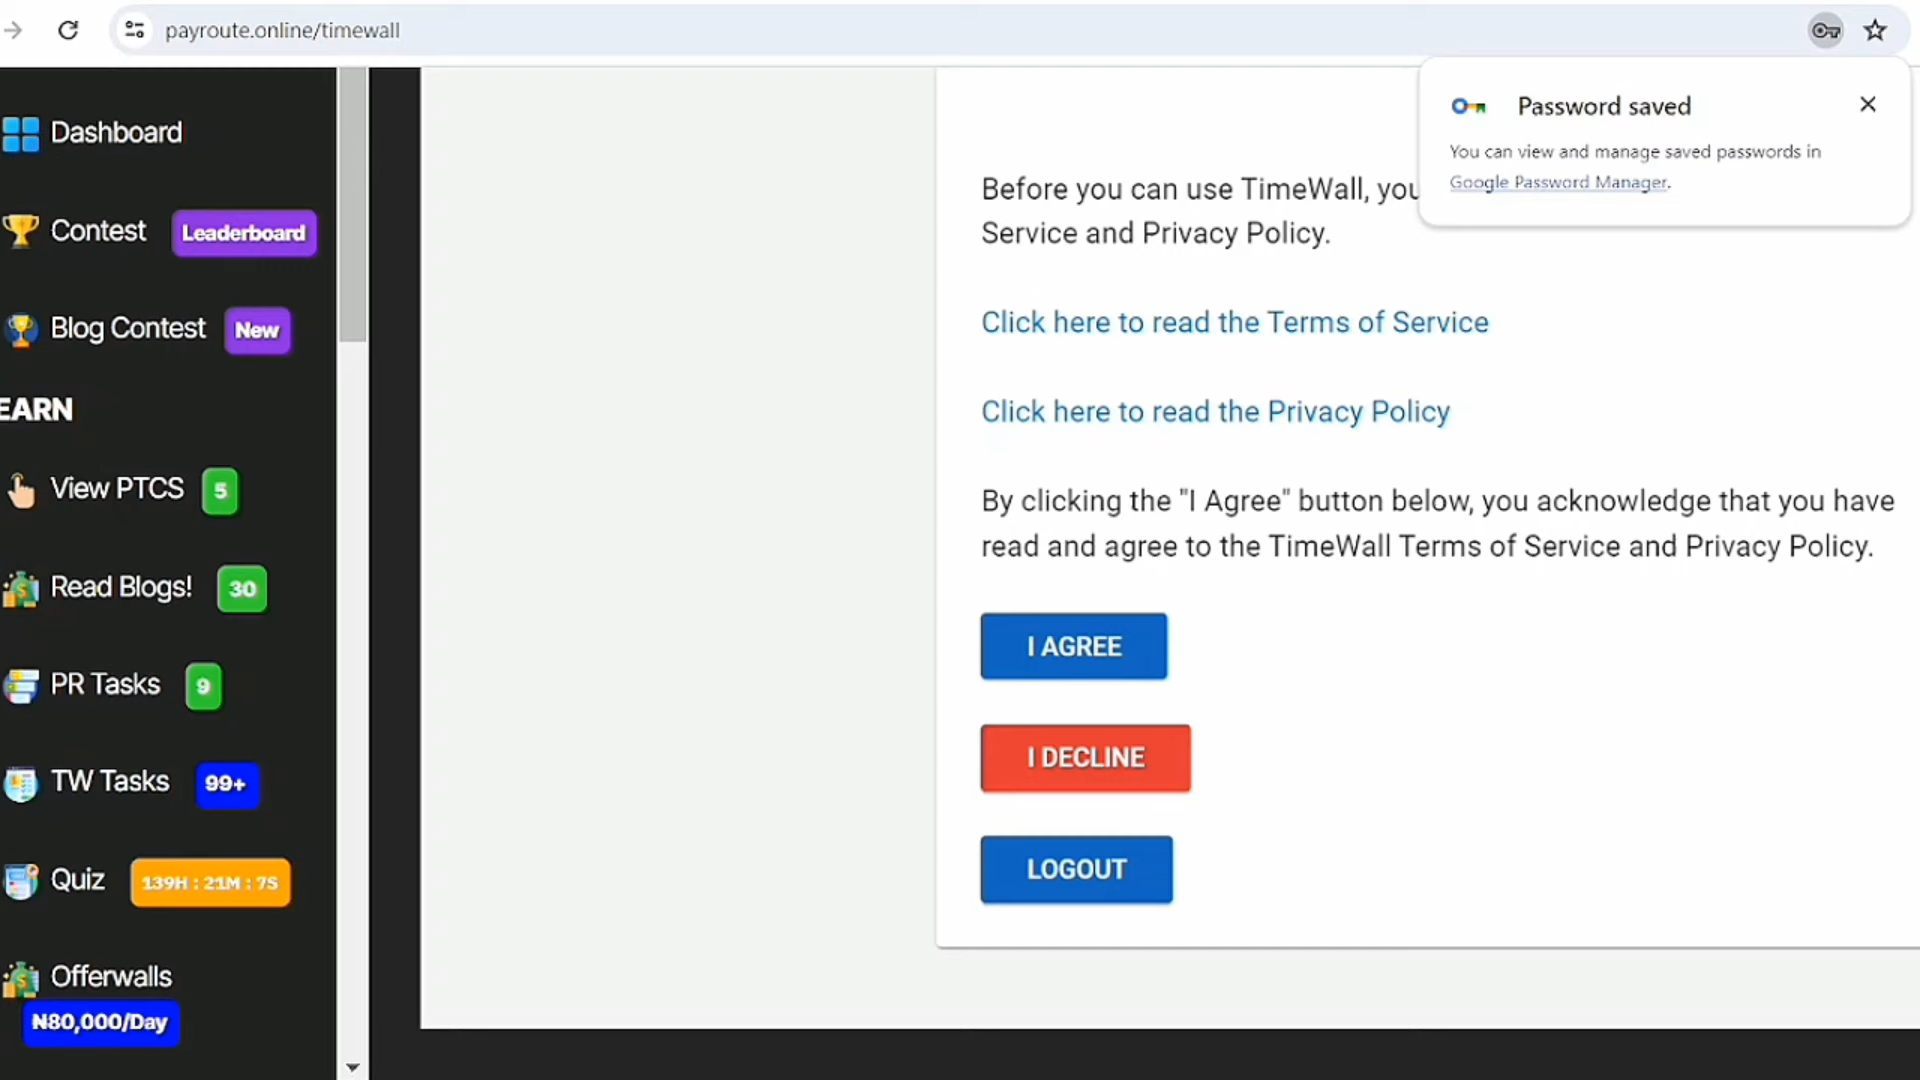 payroute.online/timewall
Password saved
You can view and manage saved passwords in
Google Password Manager.
Dashboard
Contest Leaderboard
Blog Contest New
EARN
View PTCS 5
Read Blogs! 30
PR Tasks 9
TW Tasks 99+
Quiz 139H : 21M : 7S
Offerwalls
N80,000/Day
Before you can use TimeWall, you
Service and Privacy Policy.
Click here to read the Terms of Service
Click here to read the Privacy Policy
By clicking the "I Agree" button below, you acknowledge that you have
read and agree to the TimeWall Terms of Service and Privacy Policy.
I AGREE
I DECLINE
LOGOUT